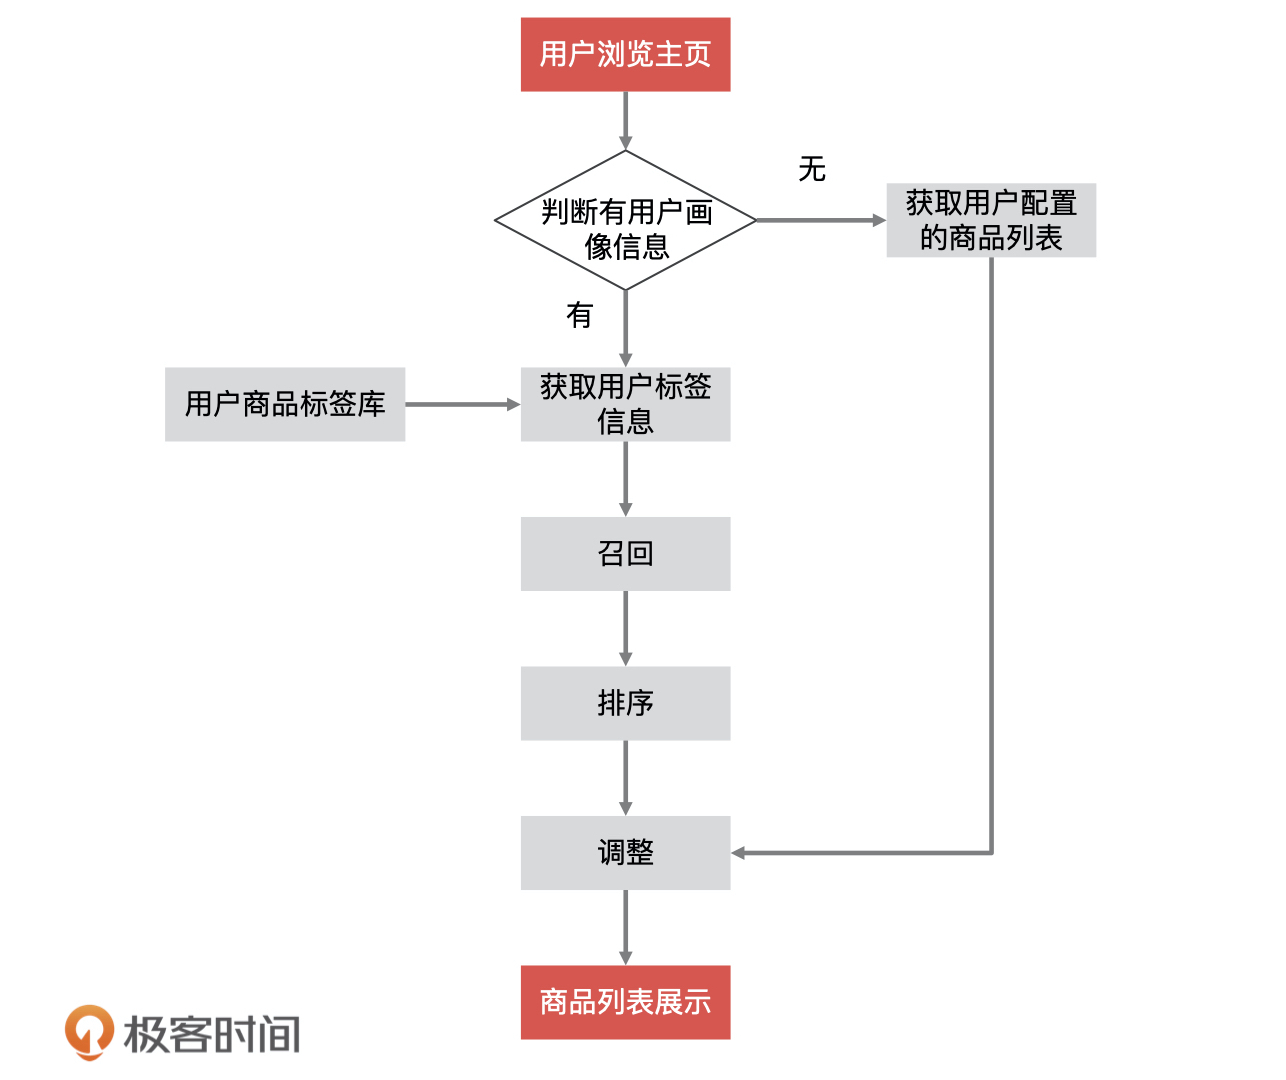 用户浏览主页
判断有用户画
像信息
无
获取用户配置
的商品列表
有
用户商品标签库
获取用户标签
信息
召回
排序
调整
商品列表展示
极客时间